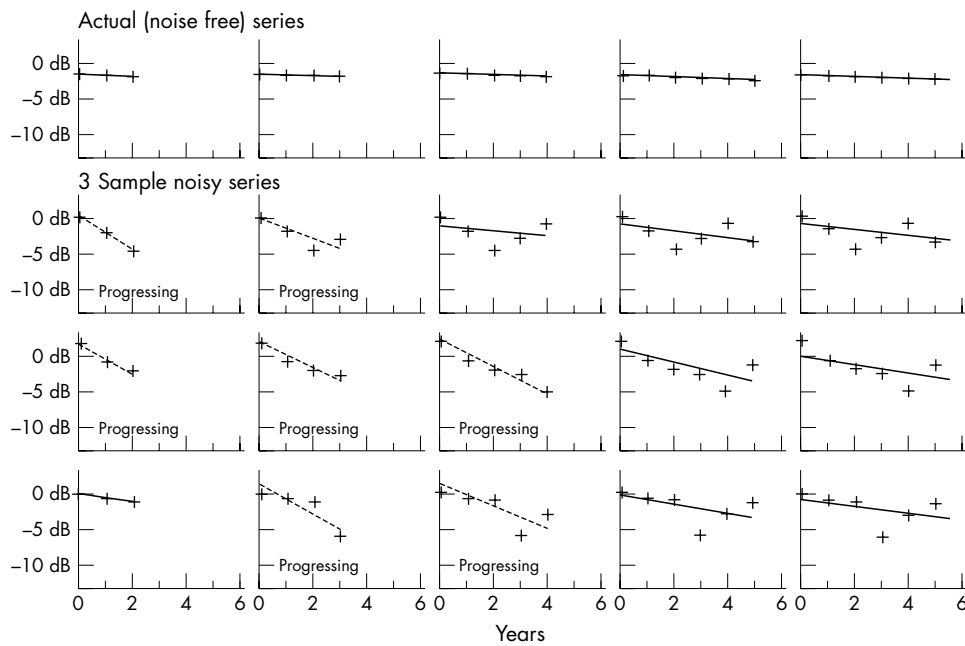 Actual (noise free) series
0 dB
–5 dB
–10 dB
3 Sample noisy series
0 dB
–5 dB
–10 dB
Progressing Progressing
0 dB
–5 dB
–10 dB
Progressing Progressing Progressing
0 dB
–5 dB
–10 dB
Progressing Progressing
0 2 4 6 0 2 4 6 0 2 4 6 0 2 4 6 0 2 4 6
Years